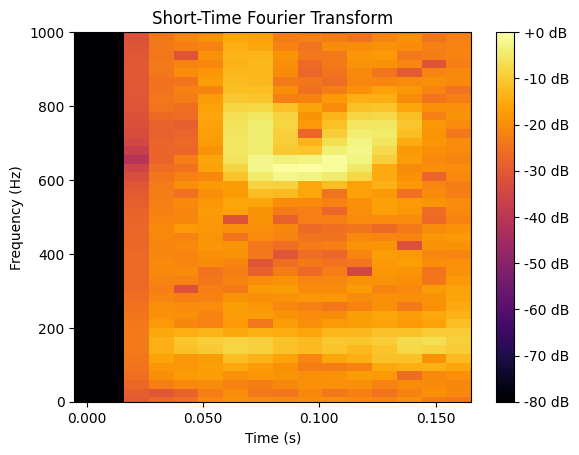 Short-Time Fourier Transform
1000
800
600
400
200
0
Frequency (Hz)
0.000
0.050
0.100
0.150
Time (s)
+0 dB
-10 dB
-20 dB
-30 dB
-40 dB
-50 dB
-60 dB
-70 dB
-80 dB